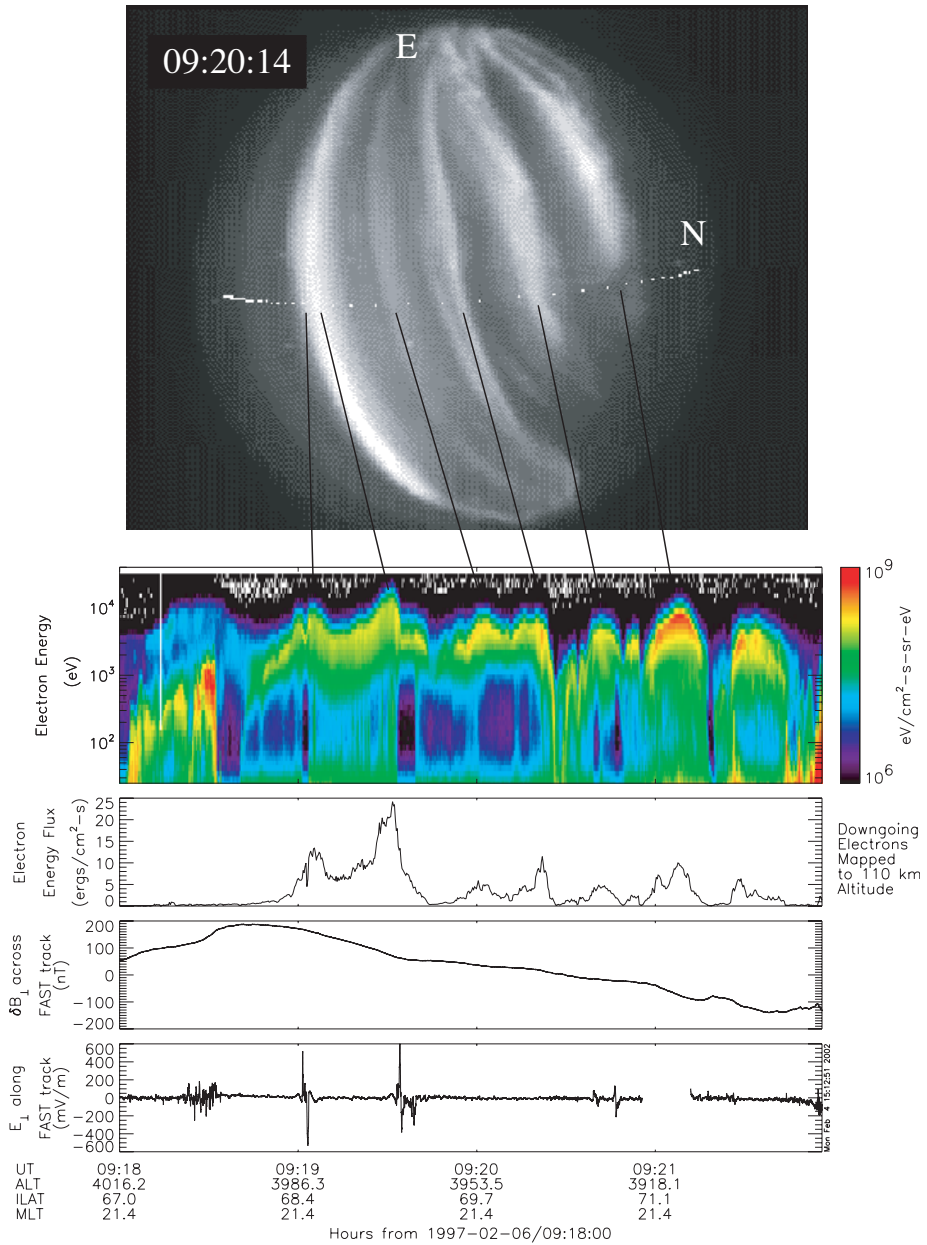 E
09:20:14
N
10⁴
10³
10²
Electron Energy
(eV)
10⁹
10⁶
eV/cm²-s-sr-eV
25
20
15
10
5
0
Electron
Energy Flux
(ergs/cm²-s)
Downgoing
Electrons
Mapped
to 110 km
Altitude
200
100
0
-100
-200
δB⊥ across
FAST track
(nT)
600
400
200
0
-200
-400
-600
E⊥ along
FAST track
(mV/m)
Mon Feb 4 15:12:51 2002
UT 09:18 09:19 09:20 09:21
ALT 4016.2 3986.3 3953.5 3918.1
ILAT 67.0 68.4 69.7 71.1
MLT 21.4 21.4 21.4 21.4
Hours from 1997-02-06/09:18:00